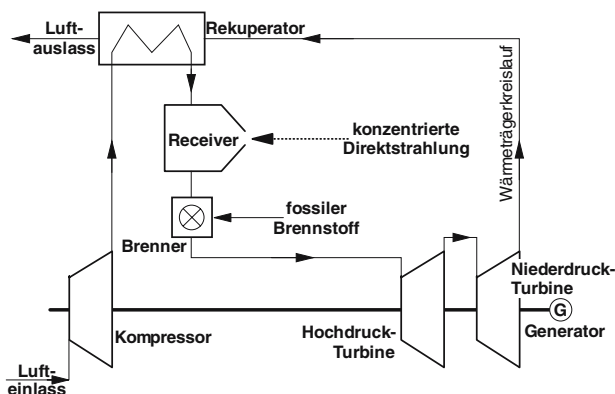 Luft-
auslass
Rekuperator
Receiver
konzentrierte
Direktstrahlung
Wärmeträgerkreislauf
fossiler
Brennstoff
Brenner
Niederdruck-
Turbine
Kompressor
Hochdruck-
Turbine
G
Generator
Luft-
einlass